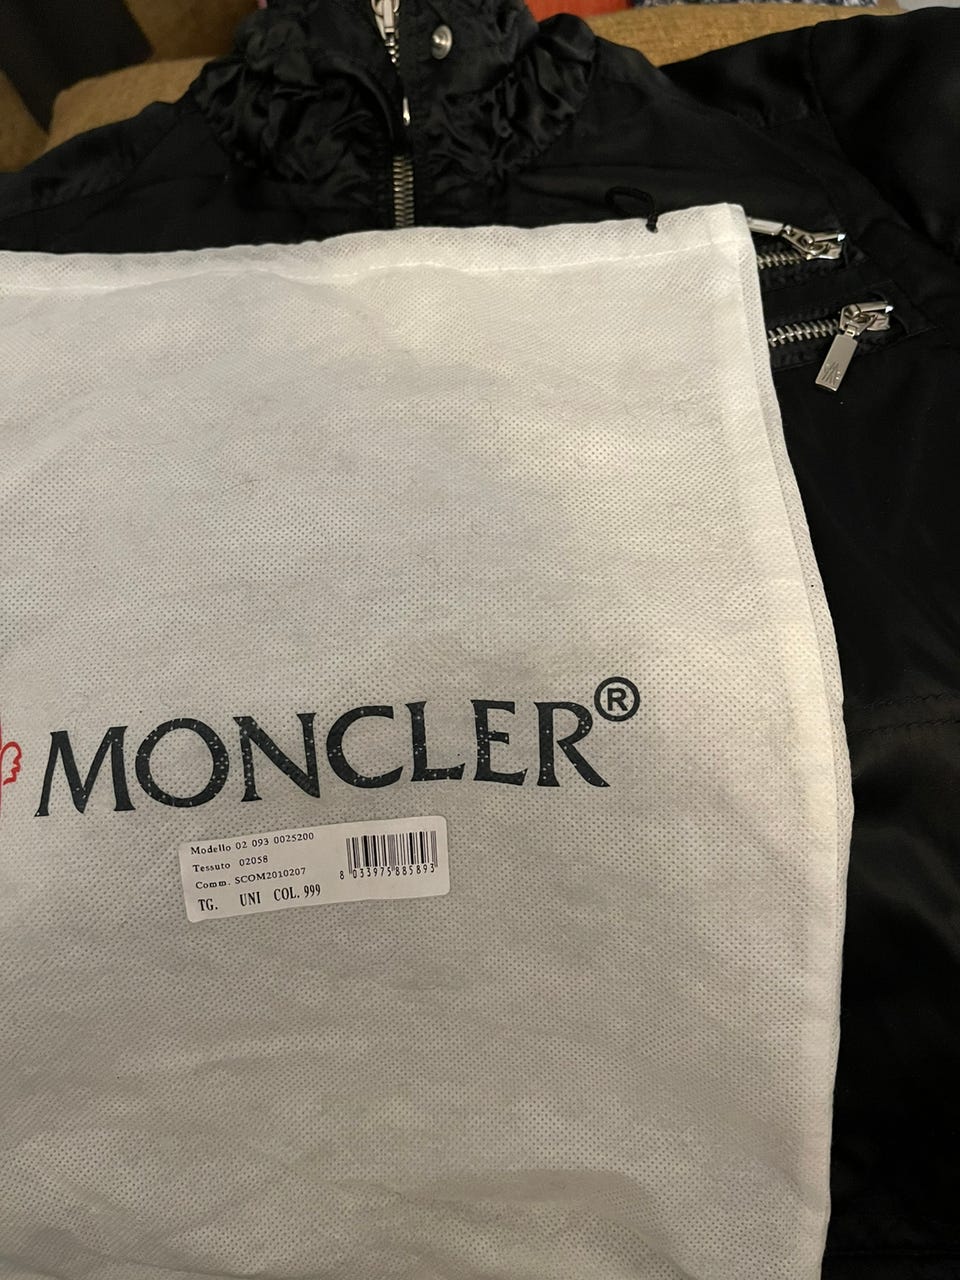 MONCLER®
Modello 02 093 0025200
Tessuto 02058
Comm. SCOM2010207
TG. UNI COL. 999
8 033975 885893